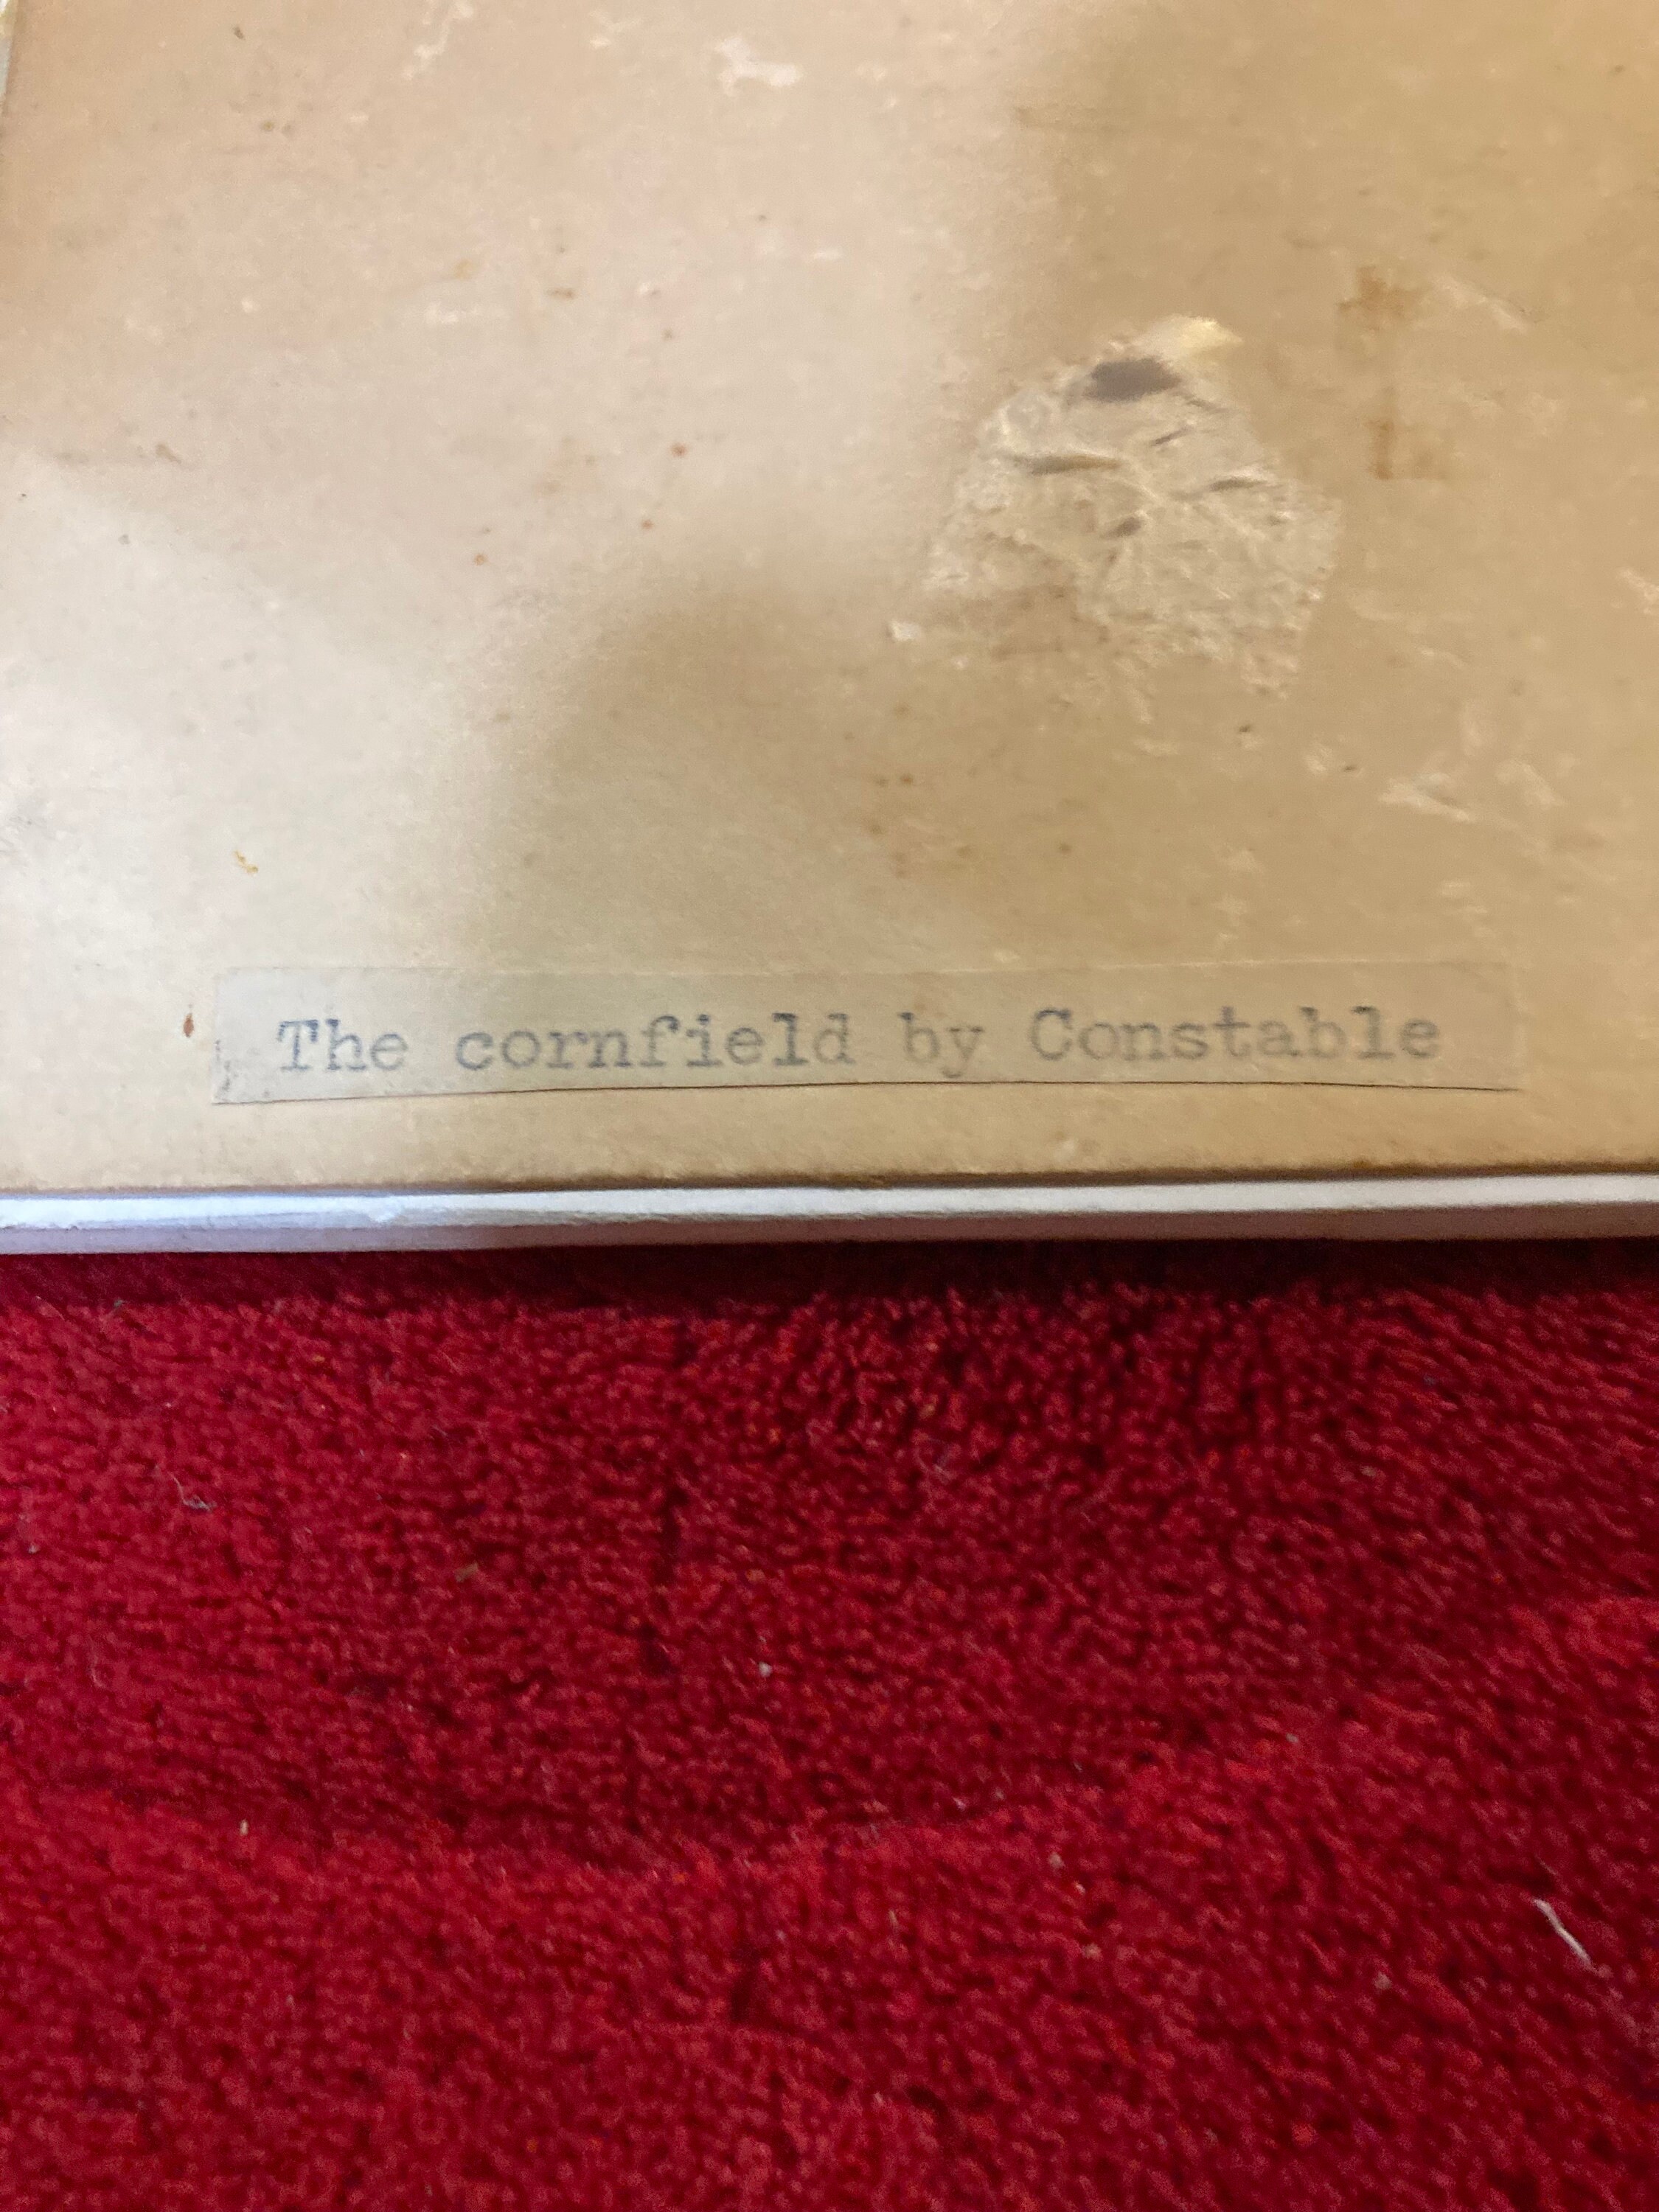 The cornfield by Constable